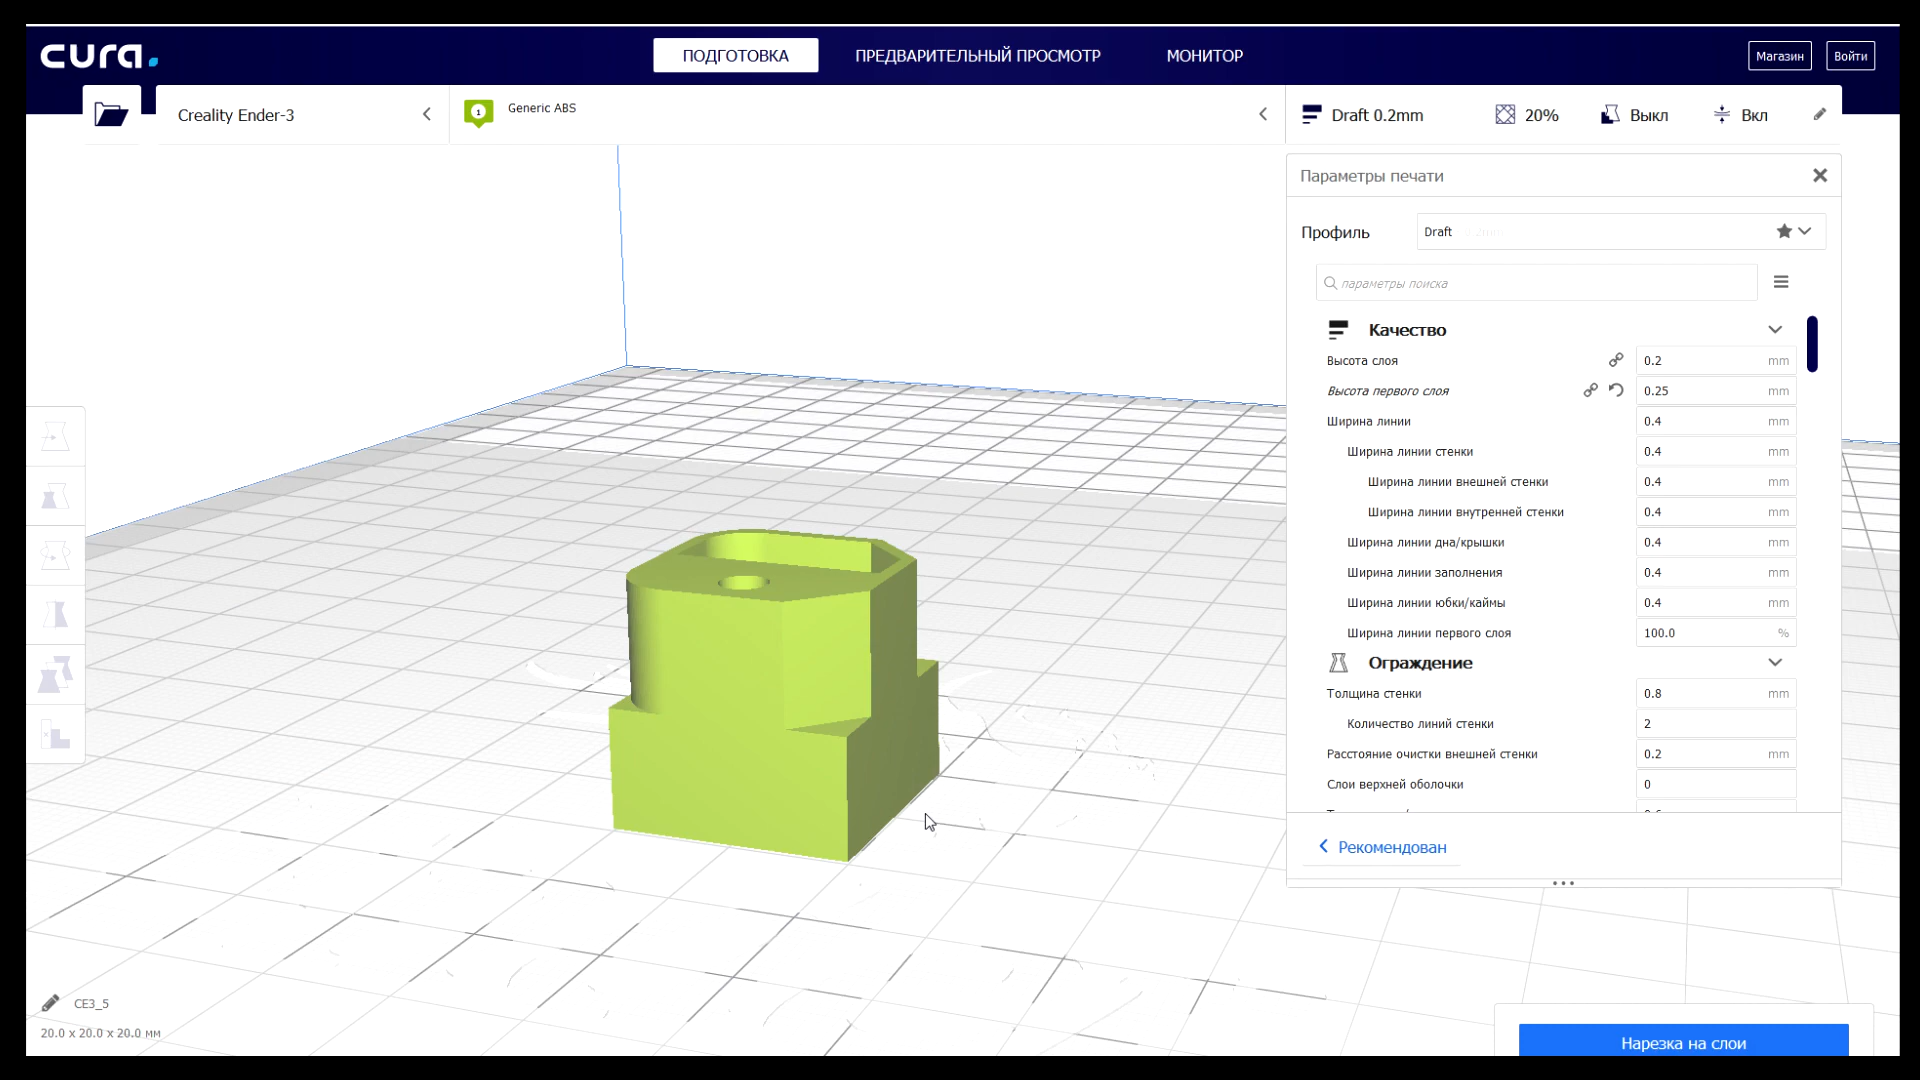 cura.
ПОДГОТОВКА
ПРЕДВАРИТЕЛЬНЫЙ ПРОСМОТР
МОНИТОР
Магазин
Войти
Creality Ender-3
1
Generic ABS
Draft 0.2mm
20%
Выкл
Вкл
Параметры печати
Профиль
Draft
параметры поиска
Качество
Высота слоя 0.2 mm
Высота первого слоя 0.25 mm
Ширина линии 0.4 mm
Ширина линии стенки 0.4 mm
Ширина линии внешней стенки 0.4 mm
Ширина линии внутренней стенки 0.4 mm
Ширина линии дна/крышки 0.4 mm
Ширина линии заполнения 0.4 mm
Ширина линии юбки/каймы 0.4 mm
Ширина линии первого слоя 100.0 %
Ограждение
Толщина стенки 0.8 mm
Количество линий стенки 2
Расстояние очистки внешней стенки 0.2 mm
Слои верхней оболочки 0
Рекомендован
CE3_5
20.0 x 20.0 x 20.0 мм
Нарезка на слои